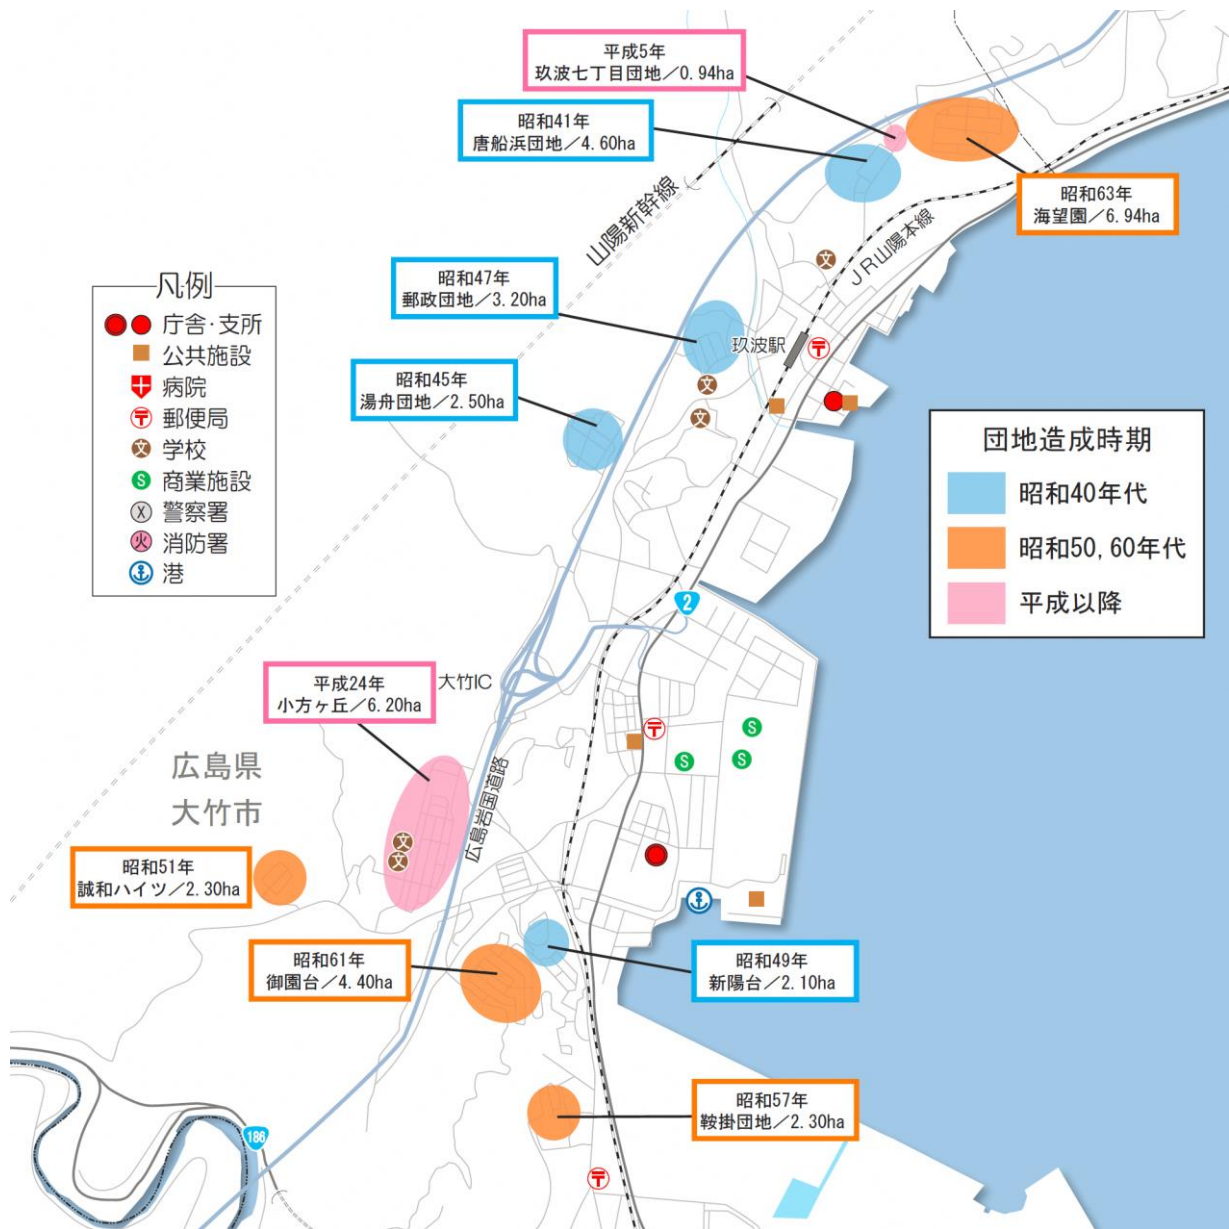 平成5年
玖波七丁目団地／0.94ha
昭和41年
唐船浜団地／4.60ha
昭和63年
海望園／6.94ha
山陽新幹線
JR山陽本線
昭和47年
郵政団地／3.20ha
玖波駅
昭和45年
湯舟団地／2.50ha
凡例
庁舎・支所
公共施設
病院
郵便局
文 学校
S 商業施設
X 警察署
火 消防署
港
文
文
文
団地造成時期
昭和40年代
昭和50,60年代
平成以降
2
平成24年
小方ヶ丘／6.20ha
大竹IC
広島岩国道路
S
S
S
広島県
大竹市
文
文
昭和51年
誠和ハイツ／2.30ha
昭和61年
御園台／4.40ha
昭和49年
新陽台／2.10ha
昭和57年
鞍掛団地／2.30ha
186